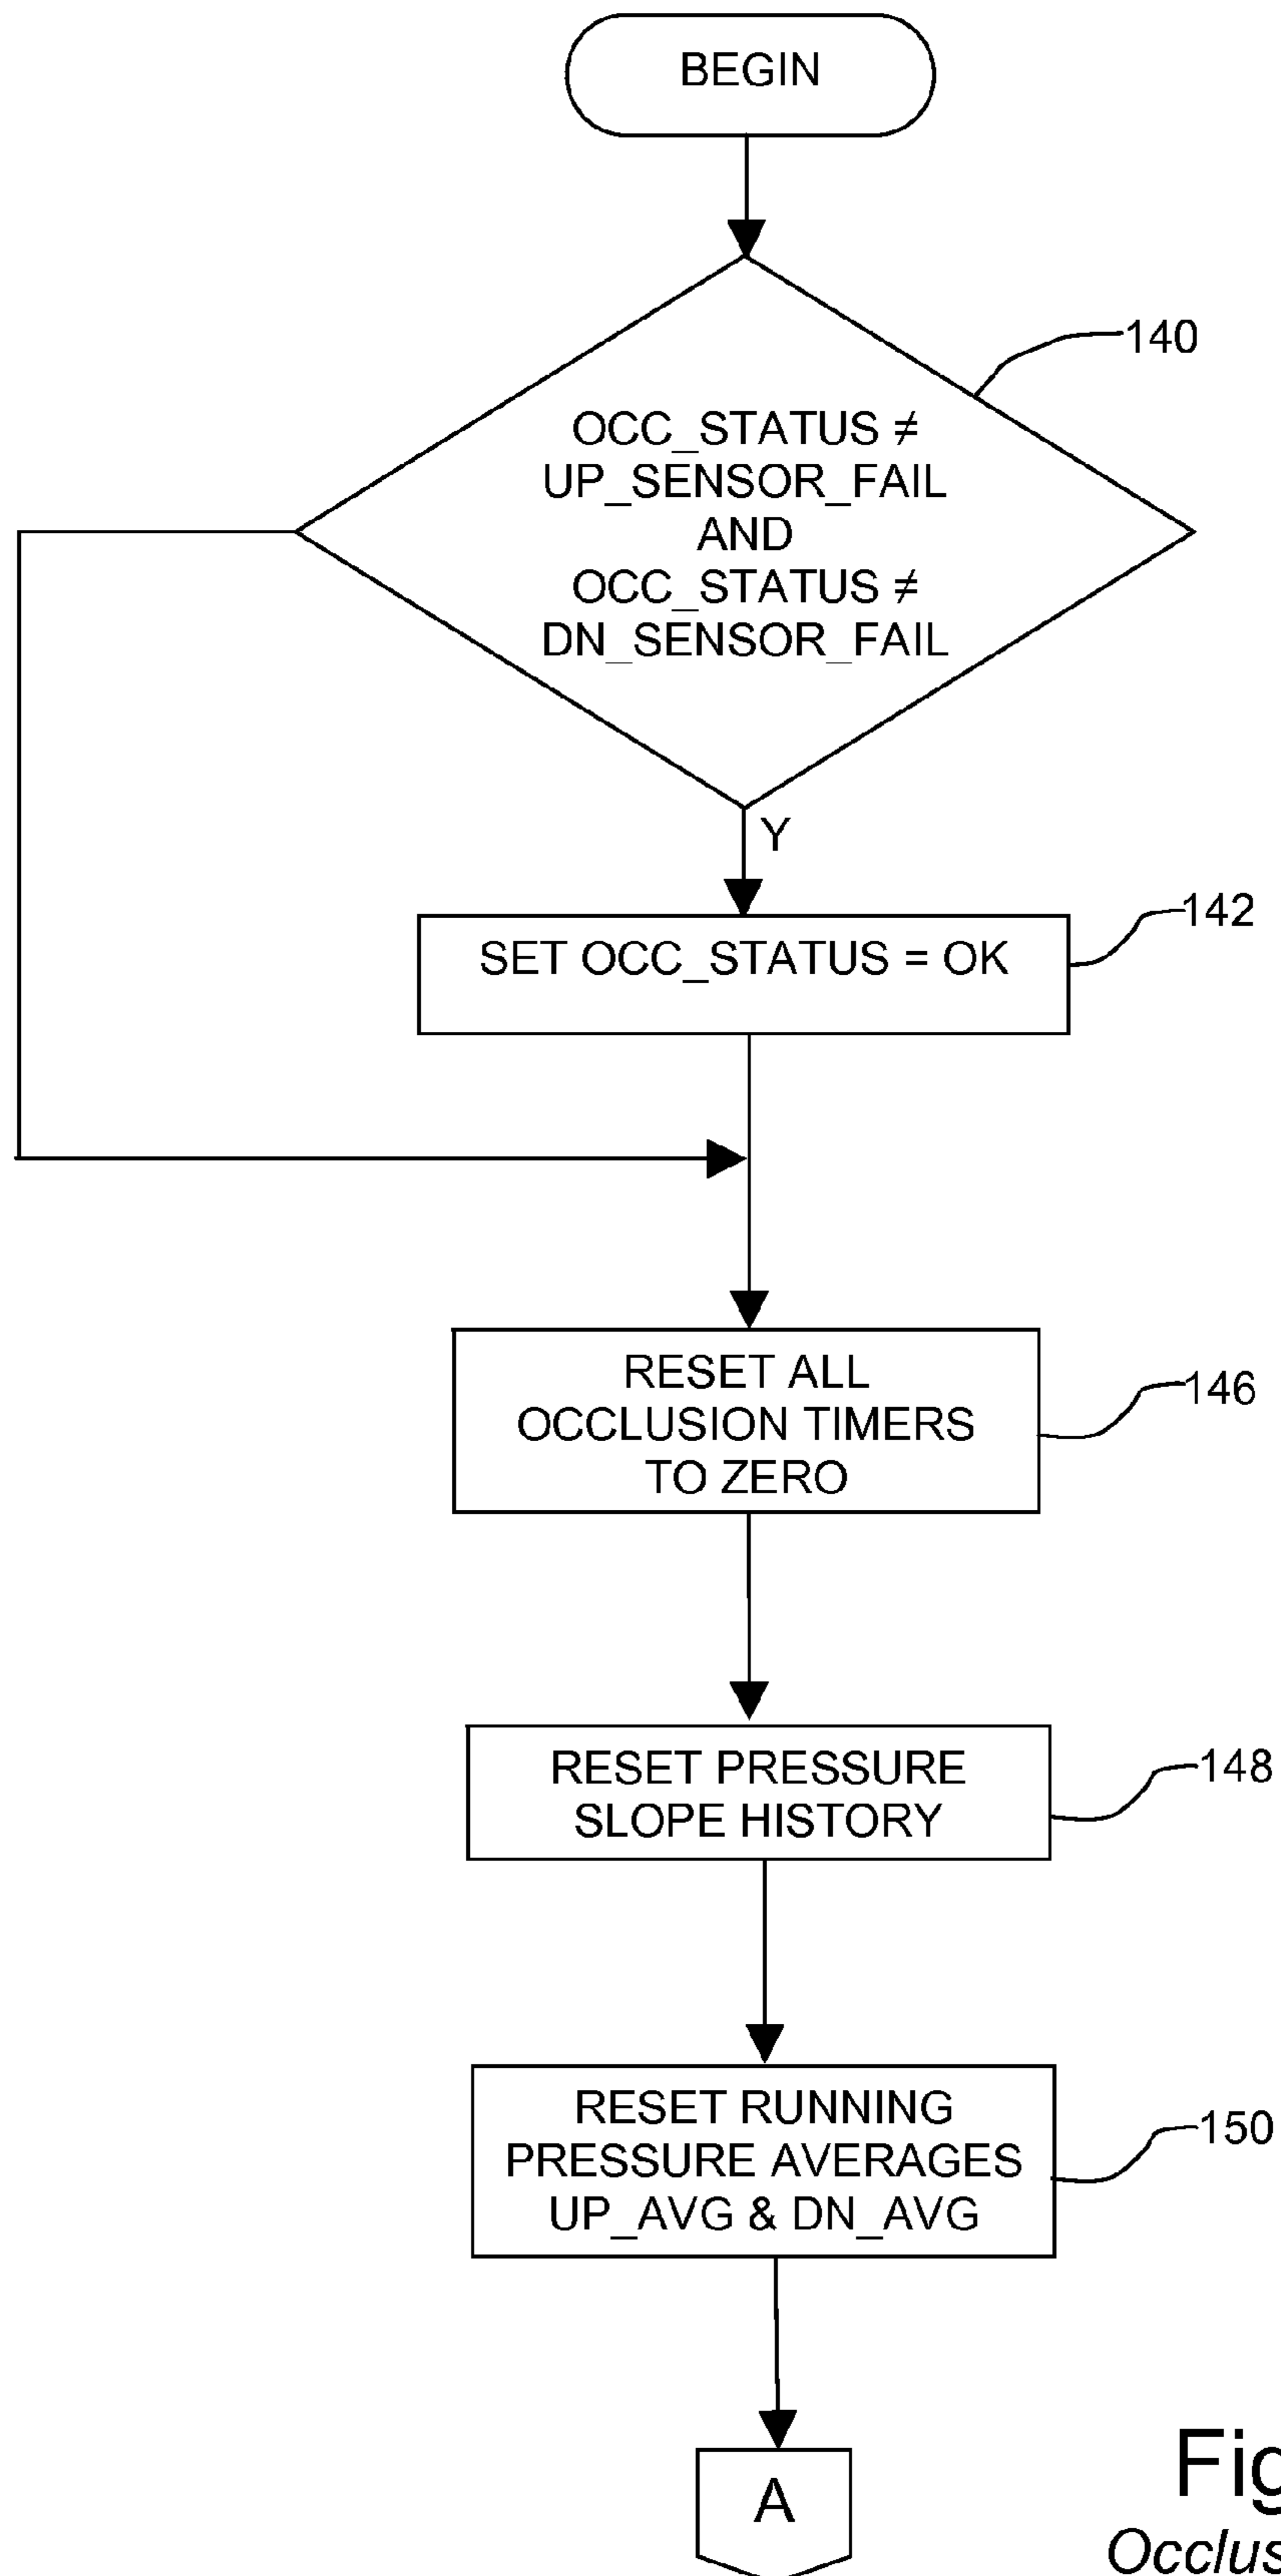 BEGIN
140
OCC_STATUS ≠
UP_SENSOR_FAIL
AND
OCC_STATUS ≠
DN_SENSOR_FAIL
Y
142
SET OCC_STATUS = OK
146
RESET ALL
OCCLUSION TIMERS
TO ZERO
148
RESET PRESSURE
SLOPE HISTORY
150
RESET RUNNING
PRESSURE AVERAGES
UP_AVG & DN_AVG
A